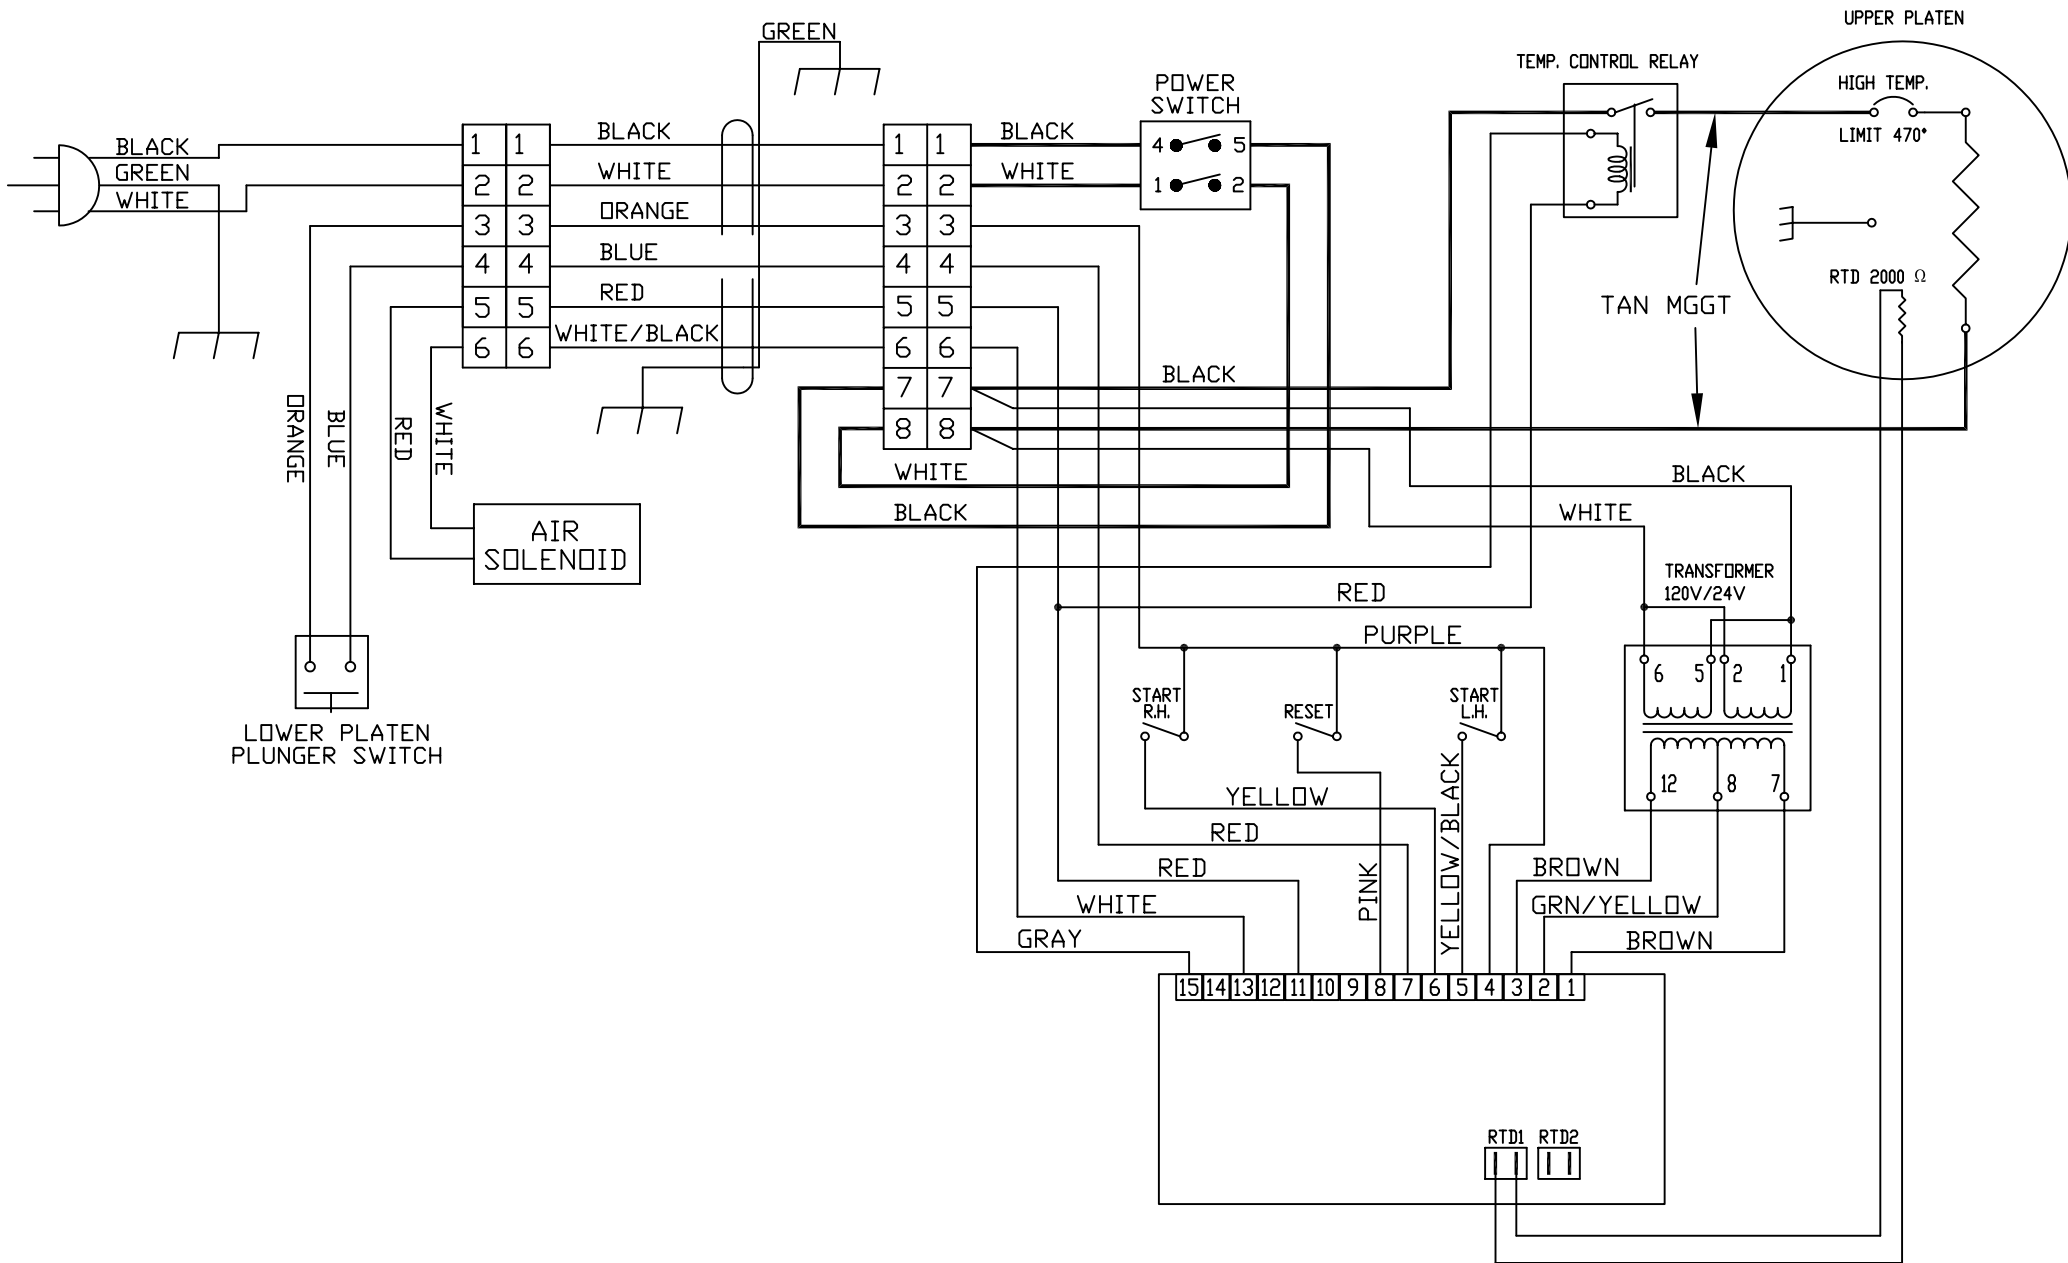 UPPER PLATEN
GREEN
TEMP. CONTROL RELAY
HIGH TEMP.
LIMIT 470°
POWER
SWITCH
BLACK
GREEN
WHITE
1 1
2 2
3 3
4 4
5 5
6 6
BLACK
WHITE
ORANGE
BLUE
RED
WHITE/BLACK
1 1
2 2
3 3
4 4
5 5
6 6
7 7
8 8
BLACK
WHITE
4 5
1 2
RTD 2000 Ω
TAN MGGT
BLACK
WHITE
BLACK
ORANGE
BLUE
RED
WHITE
AIR
SOLENOID
BLACK
WHITE
TRANSFORMER
120V/24V
RED
PURPLE
6 5 2 1
START
R.H.
RESET
START
L.H.
LOWER PLATEN
PLUNGER SWITCH
12 8 7
YELLOW
YELLOW/BLACK
RED
RED
PINK
BROWN
WHITE
GRN/YELLOW
GRAY
BROWN
15 14 13 12 11 10 9 8 7 6 5 4 3 2 1
RTD1 RTD2